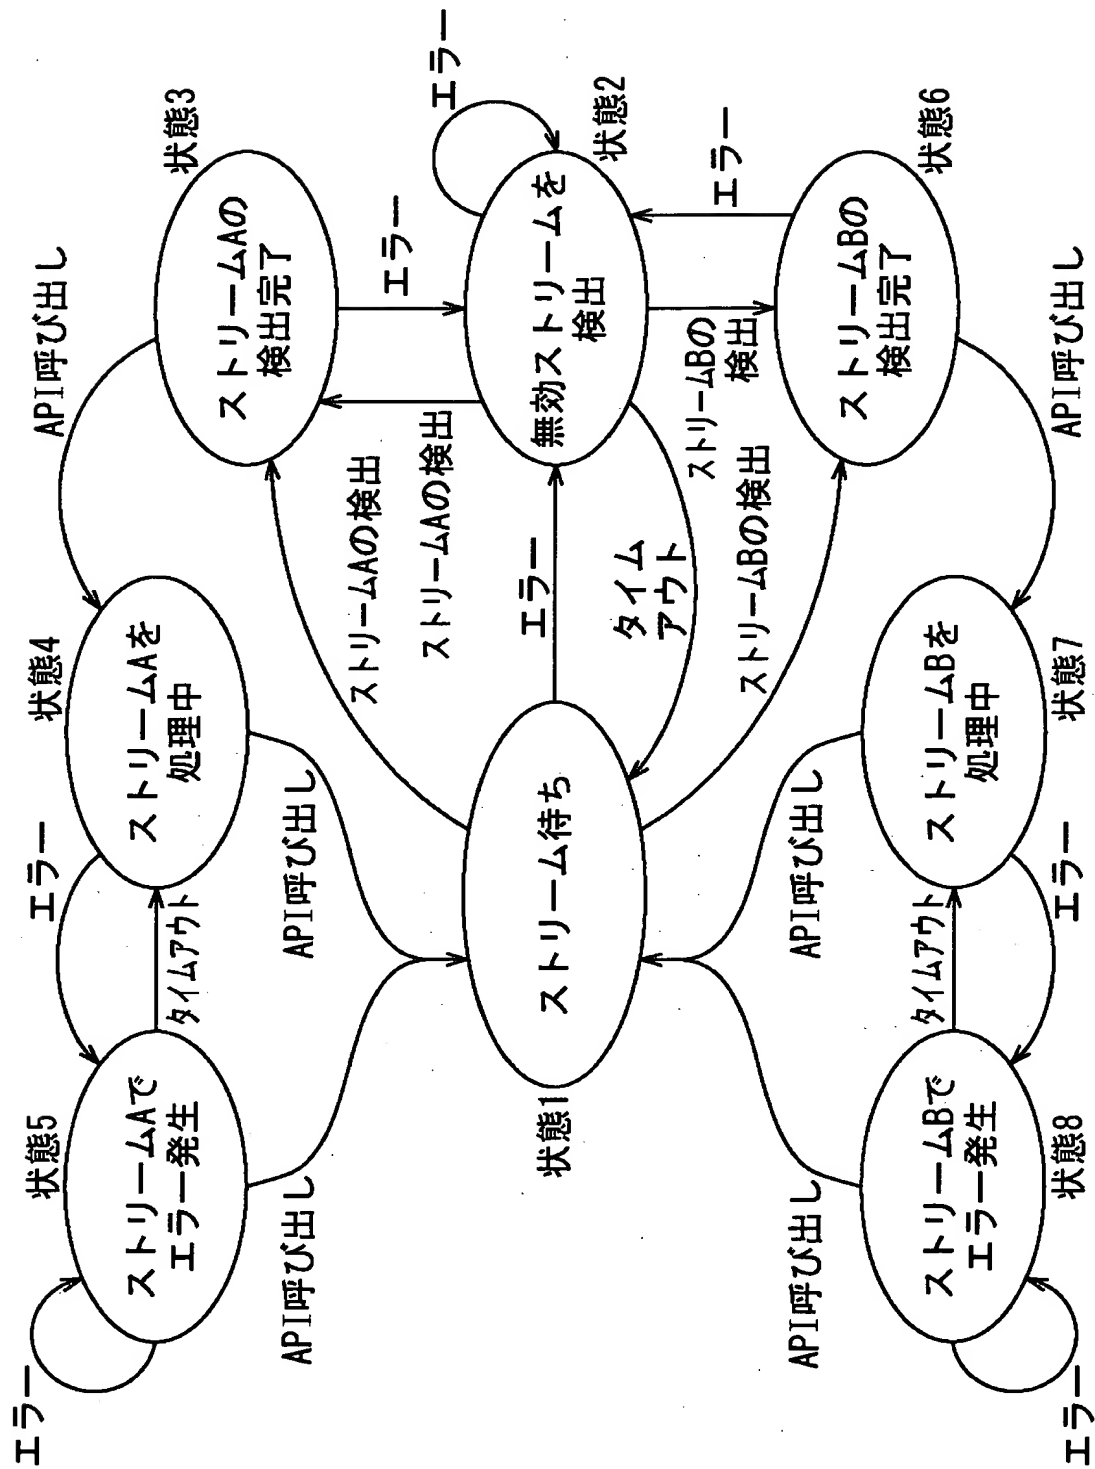 エラー
状態5
エラー
状態4
API呼び出し
ストリームAで
エラー発生
タイムアウト
ストリームAを
処理中
状態3
ストリームAの
検出完了
API呼び出し
API呼び出し
ストリームAの検出
エラー
ストリームAの検出
エラー
状態1
ストリーム待ち
エラー
無効ストリームを
検出
状態2
タイム
アウト
ストリームBの
検出
エラー
ストリームBの検出
API呼び出し
API呼び出し
ストリームBの
検出完了
状態6
ストリームBで
エラー発生
タイムアウト
ストリームBを
処理中
状態8
エラー
状態7
API呼び出し
エラー